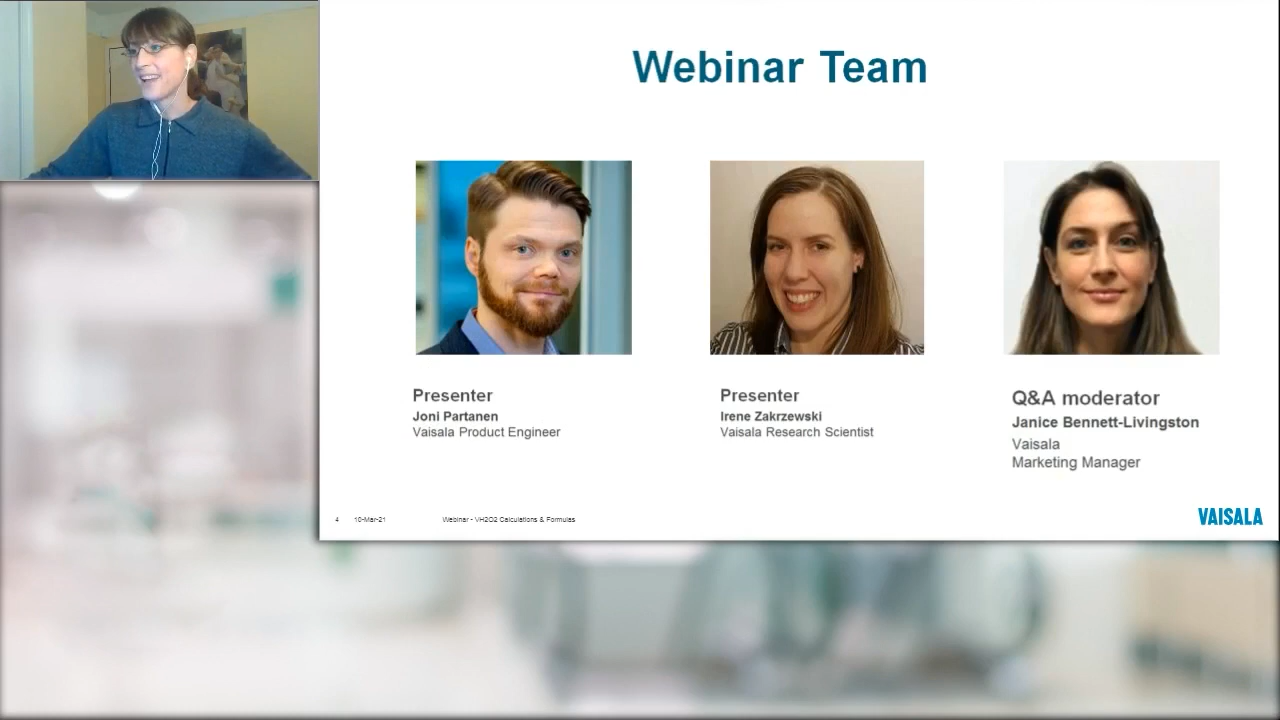 Webinar Team
Presenter
Joni Partanen
Vaisala Product Engineer
Presenter
Irene Zakrzewski
Vaisala Research Scientist
Q&A moderator
Janice Bennett-Livingston
Vaisala
Marketing Manager
4 10-Mar-21 Webinar - VH2O2 Calculations & Formulas
VAISALA